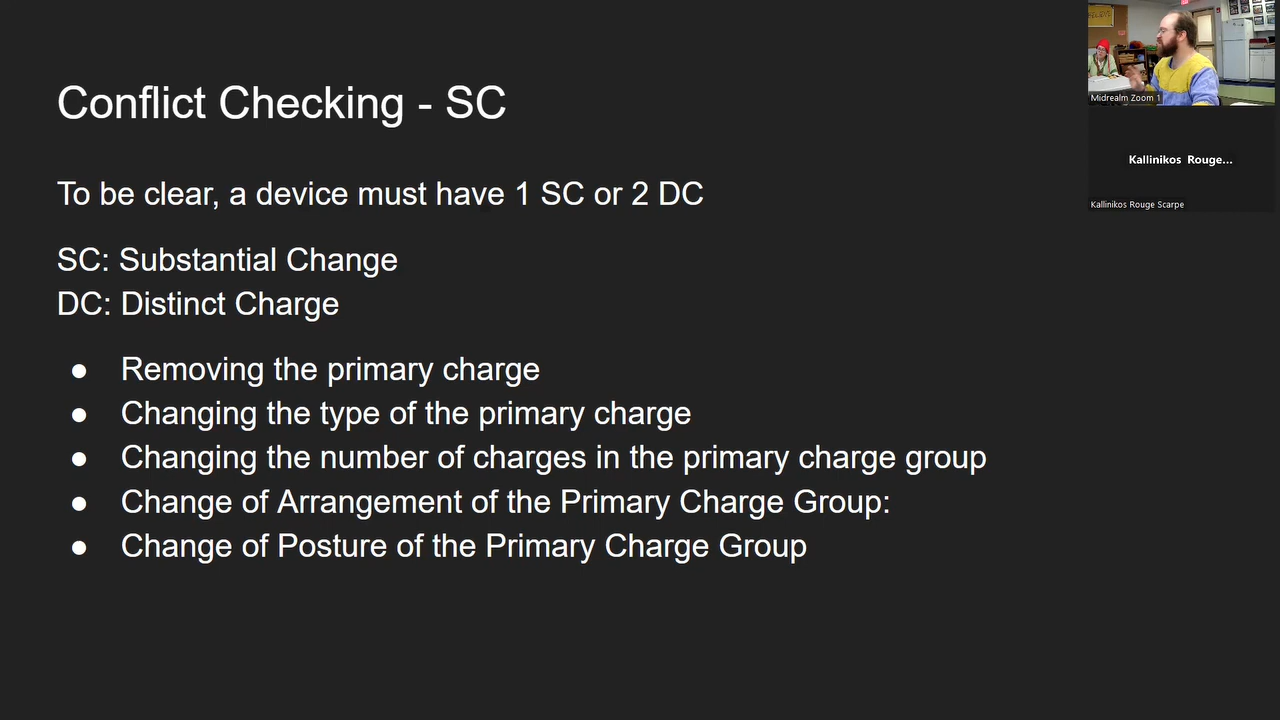 Conflict Checking - SC
To be clear, a device must have 1 SC or 2 DC
SC: Substantial Change
DC: Distinct Charge
● Removing the primary charge
● Changing the type of the primary charge
● Changing the number of charges in the primary charge group
● Change of Arrangement of the Primary Charge Group:
● Change of Posture of the Primary Charge Group
Midrealm Zoom 1
Kallinikos Rouge...
Kallinikos Rouge Scarpe